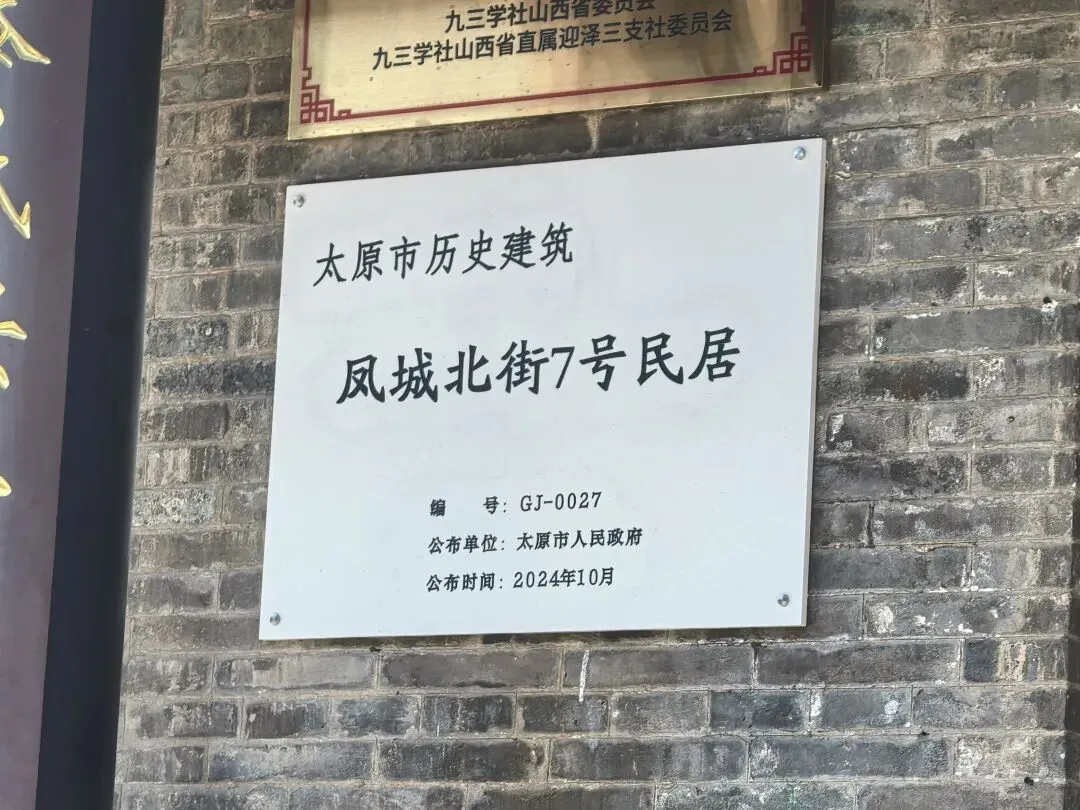 九三学社山西省委员会
九三学社山西省直属迎泽三支社委员会
太原市历史建筑
凤城北街7号民居
编 号：GJ-0027
公布单位：太原市人民政府
公布时间：2024年10月